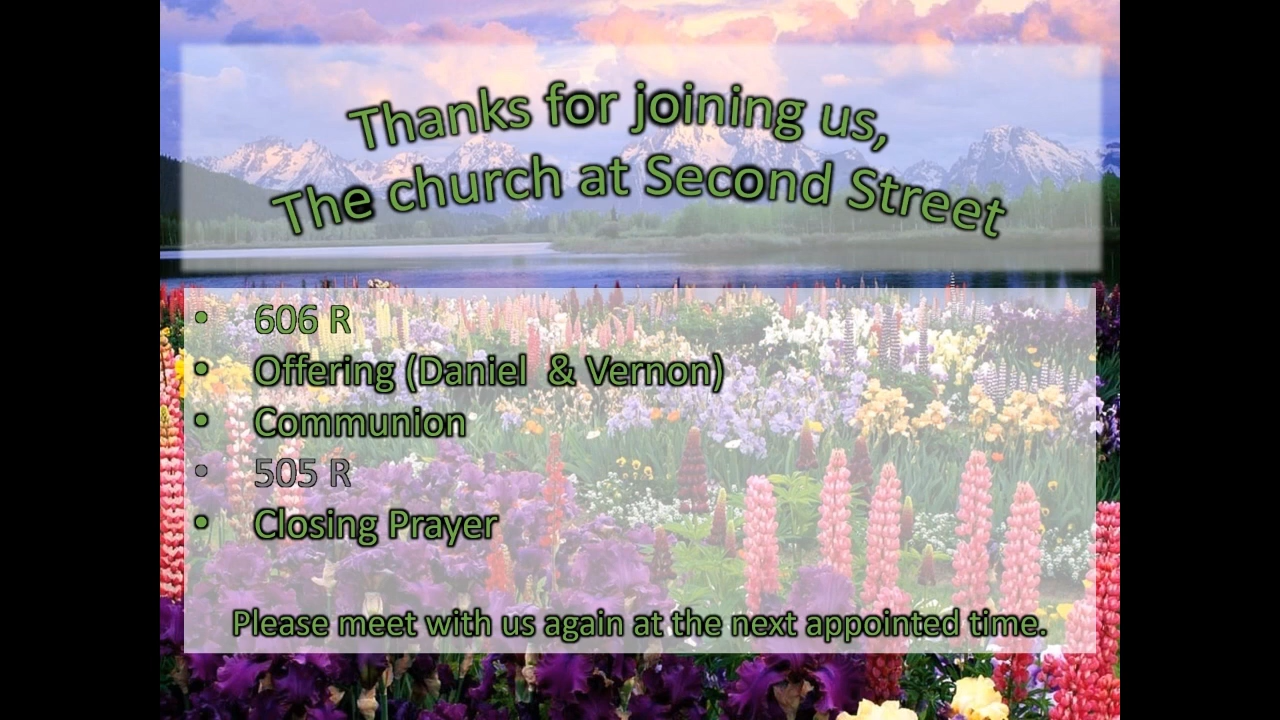 Thanks for joining us,
The church at Second Street
• 606 R
• Offering (Daniel & Vernon)
• Communion
• 505 R
• Closing Prayer
Please meet with us again at the next appointed time.